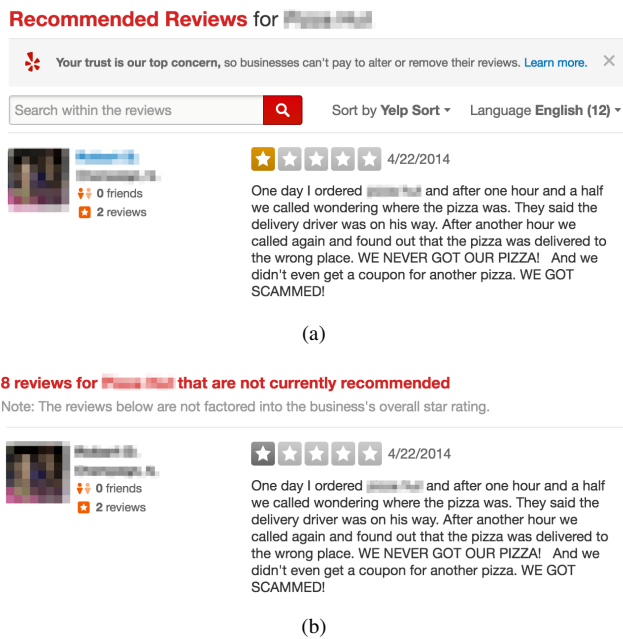 Recommended Reviews for
Your trust is our top concern, so businesses can't pay to alter or remove their reviews. Learn more.
Search within the reviews
Sort by Yelp Sort
Language English (12)
4/22/2014
0 friends
2 reviews
One day I ordered and after one hour and a half
we called wondering where the pizza was. They said the
delivery driver was on his way. After another hour we
called again and found out that the pizza was delivered to
the wrong place. WE NEVER GOT OUR PIZZA! And we
didn't even get a coupon for another pizza. WE GOT
SCAMMED!
(a)
8 reviews for that are not currently recommended
Note: The reviews below are not factored into the business's overall star rating.
4/22/2014
0 friends
2 reviews
One day I ordered and after one hour and a half
we called wondering where the pizza was. They said the
delivery driver was on his way. After another hour we
called again and found out that the pizza was delivered to
the wrong place. WE NEVER GOT OUR PIZZA! And we
didn't even get a coupon for another pizza. WE GOT
SCAMMED!
(b)